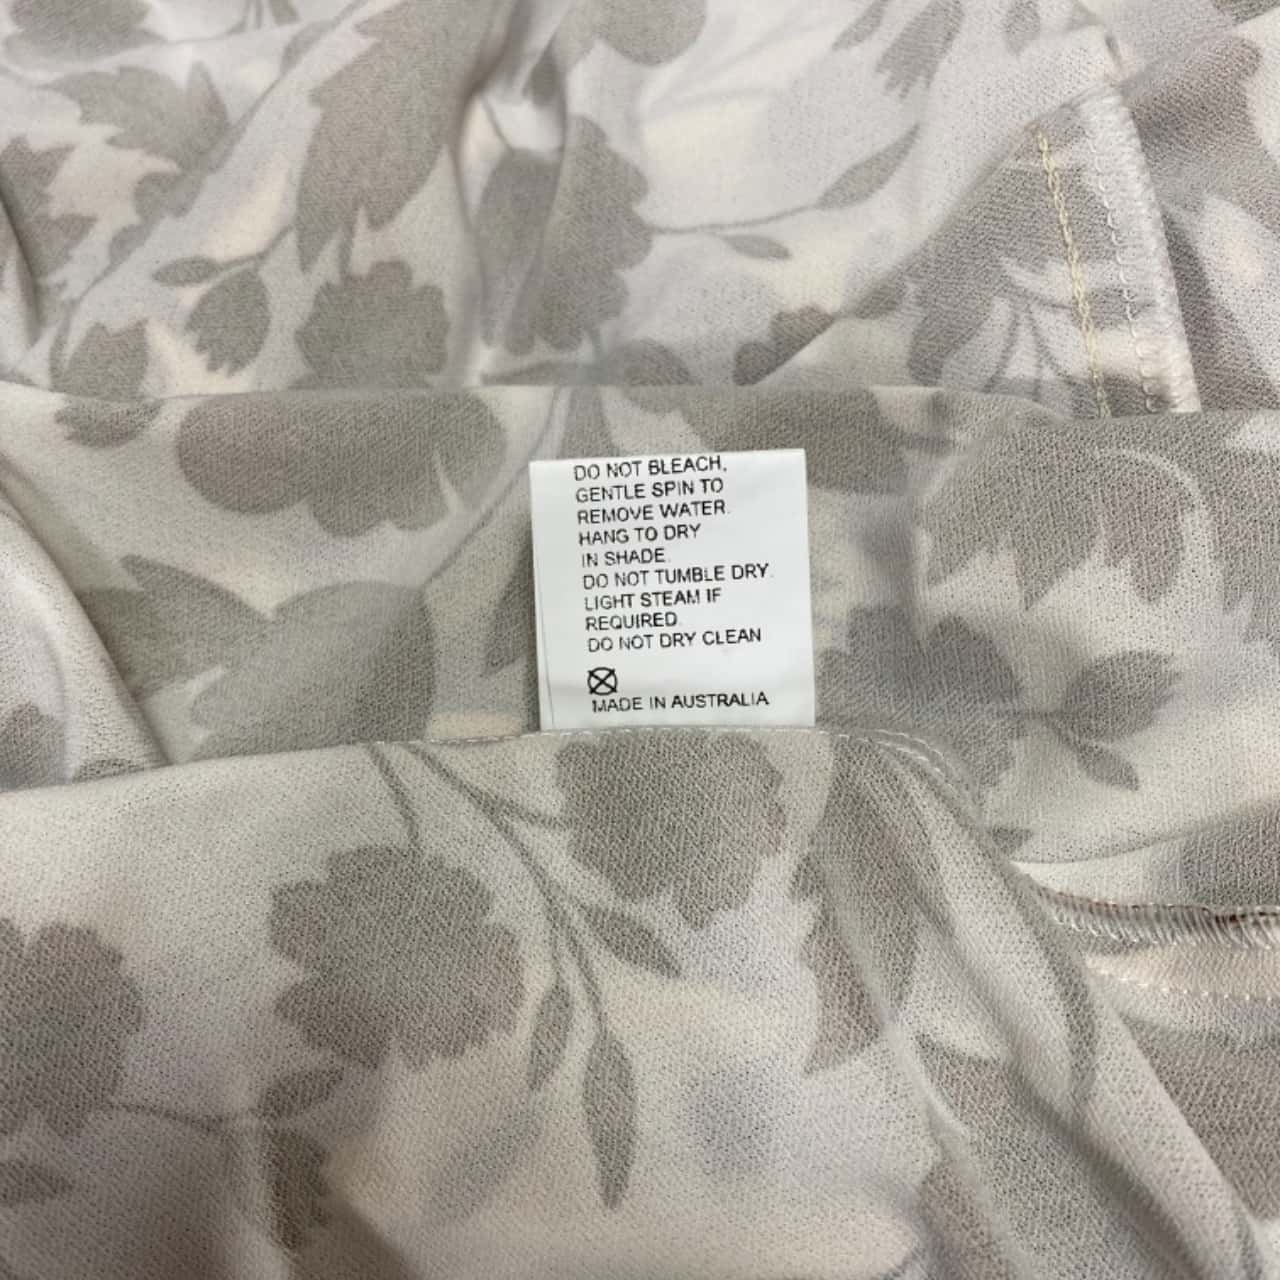 DO NOT BLEACH,
GENTLE SPIN TO
REMOVE WATER.
HANG TO DRY
IN SHADE.
DO NOT TUMBLE DRY.
LIGHT STEAM IF
REQUIRED.
DO NOT DRY CLEAN
MADE IN AUSTRALIA